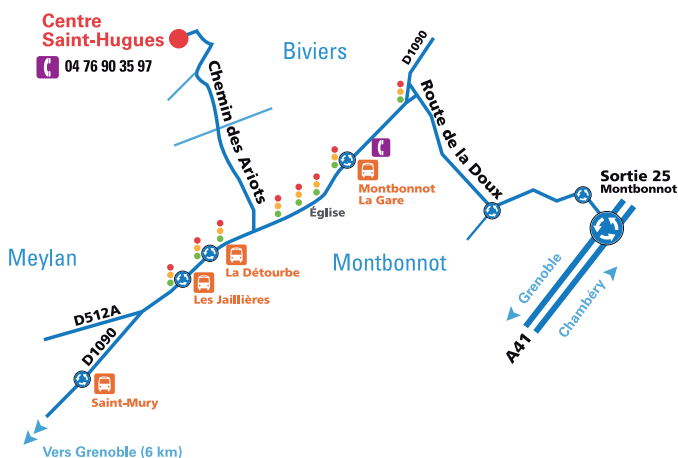 Centre
Saint-Hugues
04 76 90 35 97
Biviers
D1090
Chemin des Ariots
Route de la Doux
Sortie 25
Montbonnot
Montbonnot
La Gare
Église
Meylan
La Détourbe
Montbonnot
Les Jaillières
Grenoble
Chambéry
D512A
D1090
A41
Saint-Mury
Vers Grenoble (6 km)